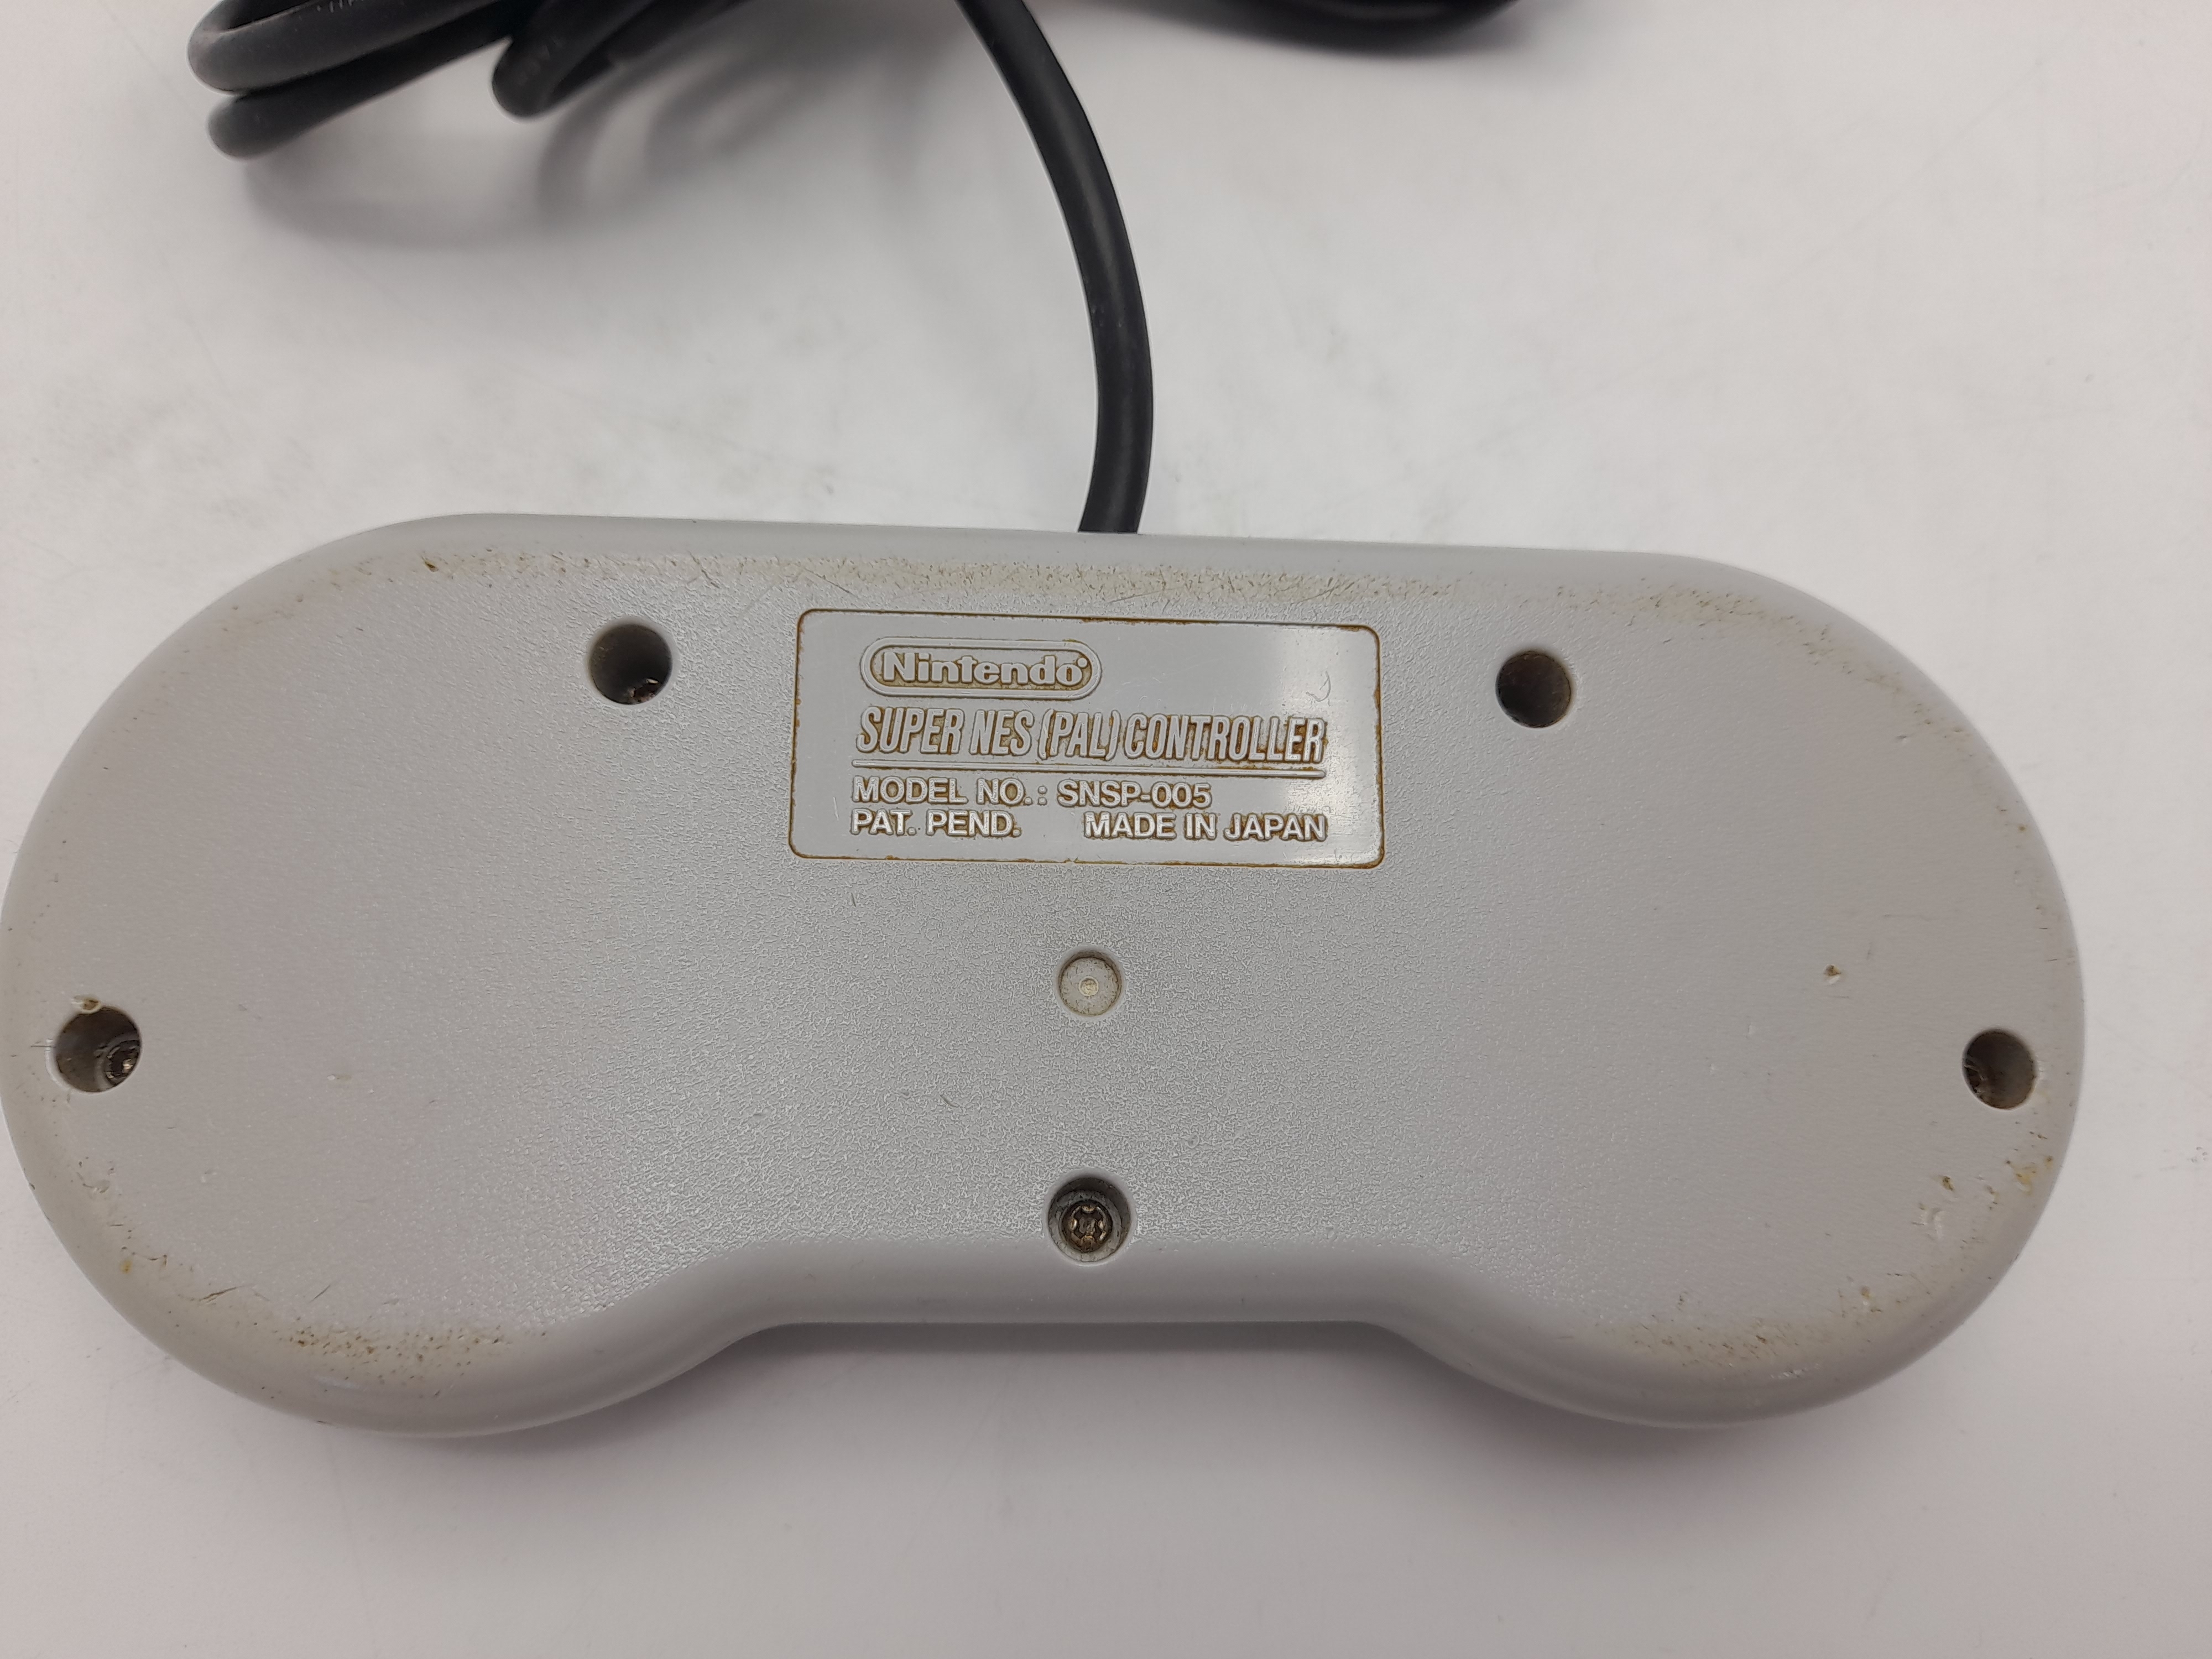 Nintendo®
SUPER NES (PAL) CONTROLLER
MODEL NO.: SNSP-005
PAT. PEND. MADE IN JAPAN